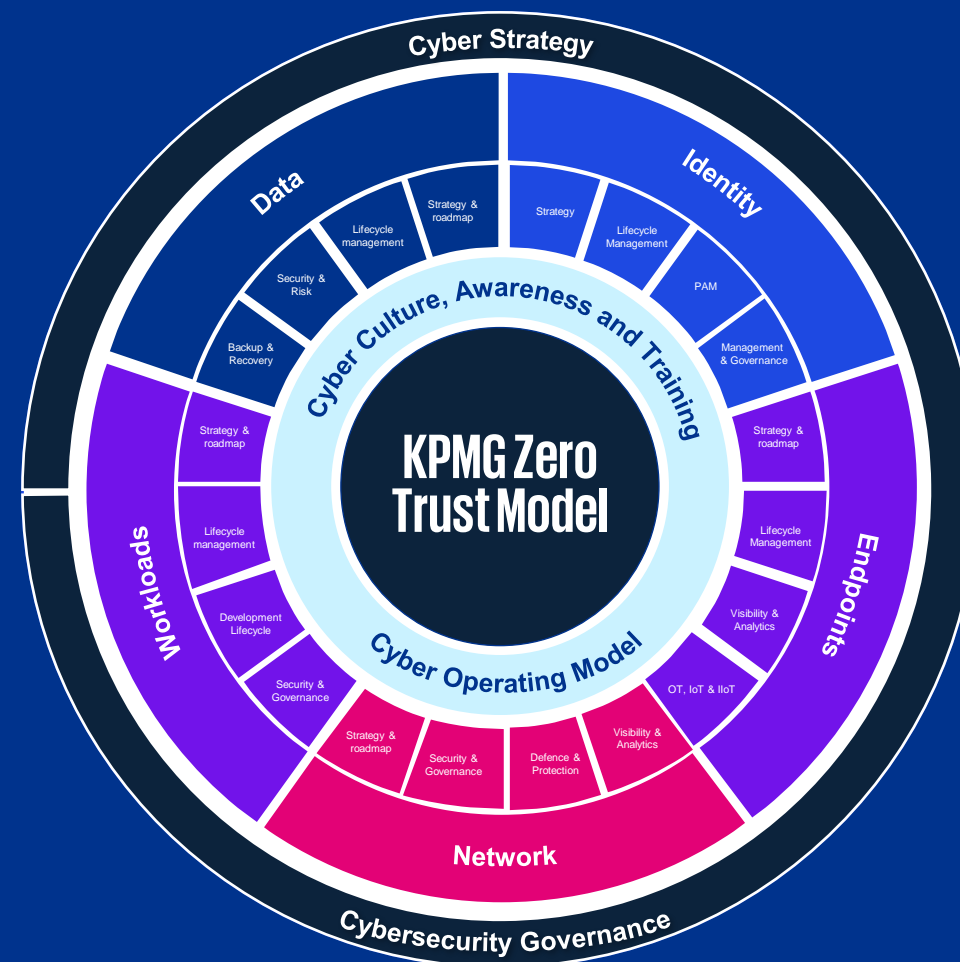 Cyber Strategy
Data
Identity
Strategy &
roadmap
Lifecycle
management
Security &
Risk
Backup &
Recovery
Strategy
Lifecycle
Management
PAM
Management
& Governance
Cyber Culture, Awareness and Training
KPMG Zero
Trust Model
Cyber Operating Model
Workloads
Strategy &
roadmap
Lifecycle
management
Development
Lifecycle
Security &
Governance
Endpoints
Strategy &
roadmap
Lifecycle
Management
Visibility &
Analytics
OT, IoT & IIoT
Strategy &
roadmap
Security &
Governance
Defence &
Protection
Visibility &
Analytics
Network
Cybersecurity Governance